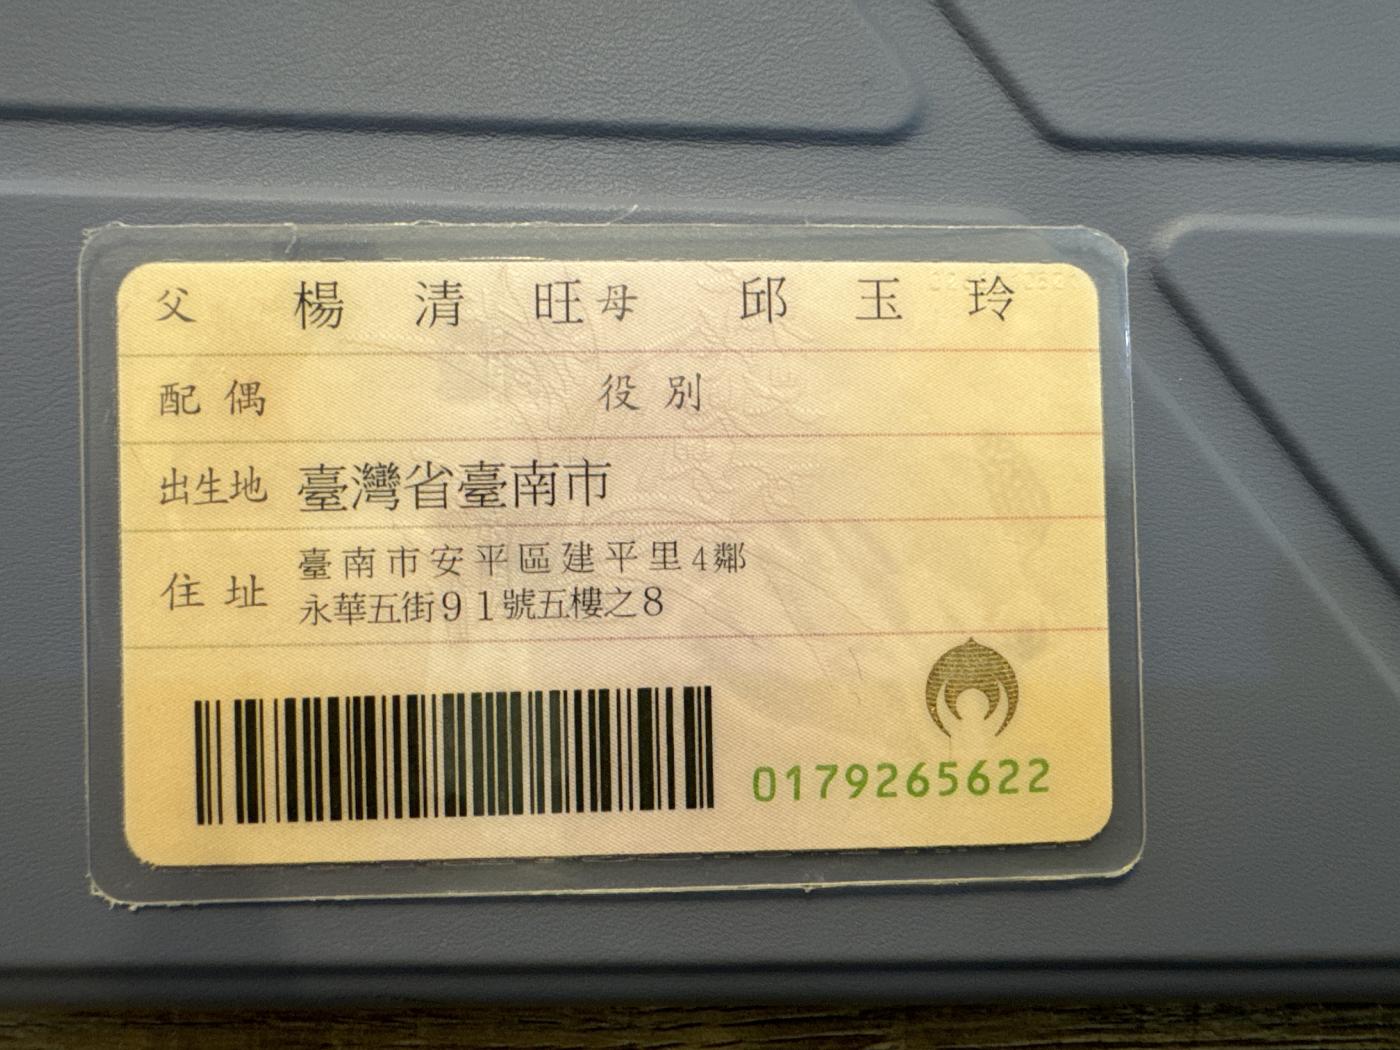 父 楊清旺 母 邱玉玲
配偶 役別
出生地 臺灣省臺南市
住址 臺南市安平區建平里4鄰
永華五街91號五樓之8
0179265622